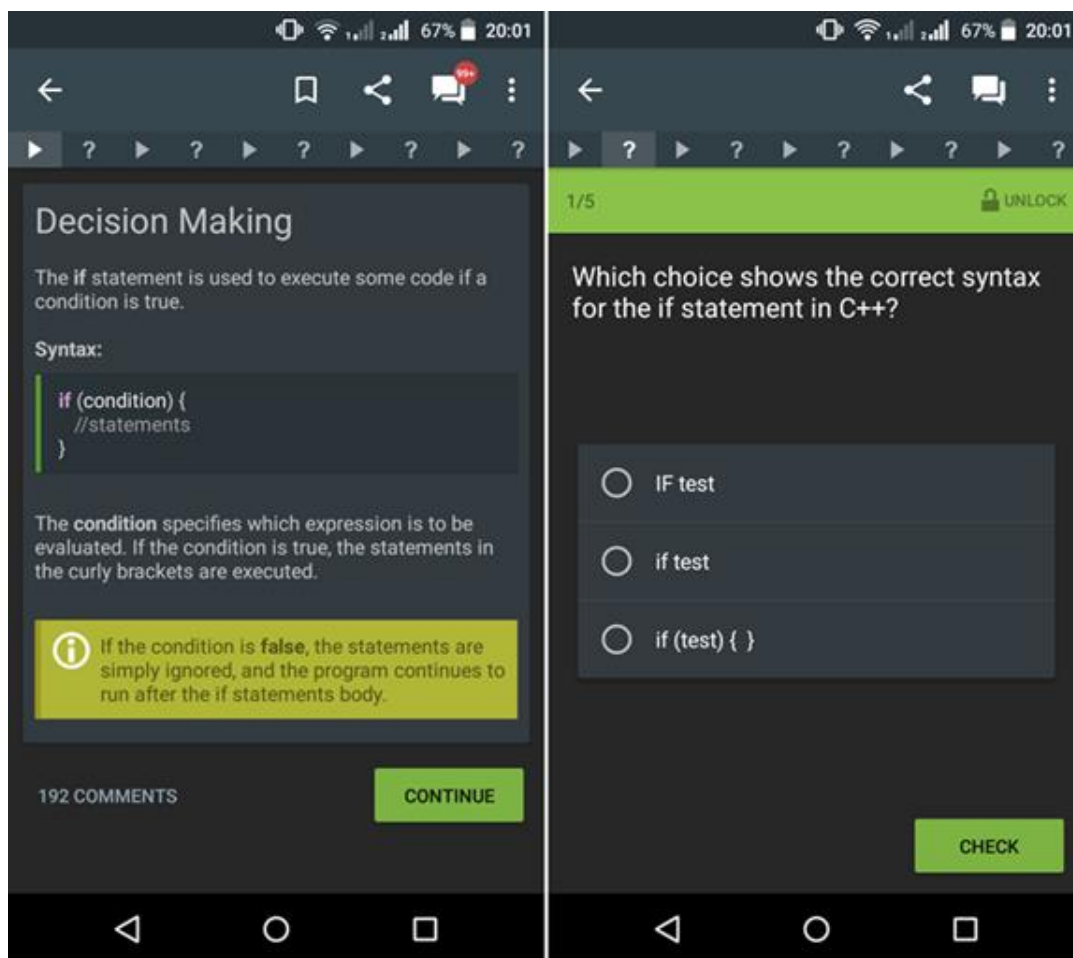 67% 20:01
99+
? ? ? ? ?
Decision Making
The if statement is used to execute some code if a
condition is true.
Syntax:
if (condition) {
//statements
}
The condition specifies which expression is to be
evaluated. If the condition is true, the statements in
the curly brackets are executed.
If the condition is false, the statements are
simply ignored, and the program continues to
run after the if statements body.
192 COMMENTS CONTINUE
67% 20:01
? ? ? ? ?
1/5 UNLOCK
Which choice shows the correct syntax
for the if statement in C++?
IF test
if test
if (test) { }
CHECK